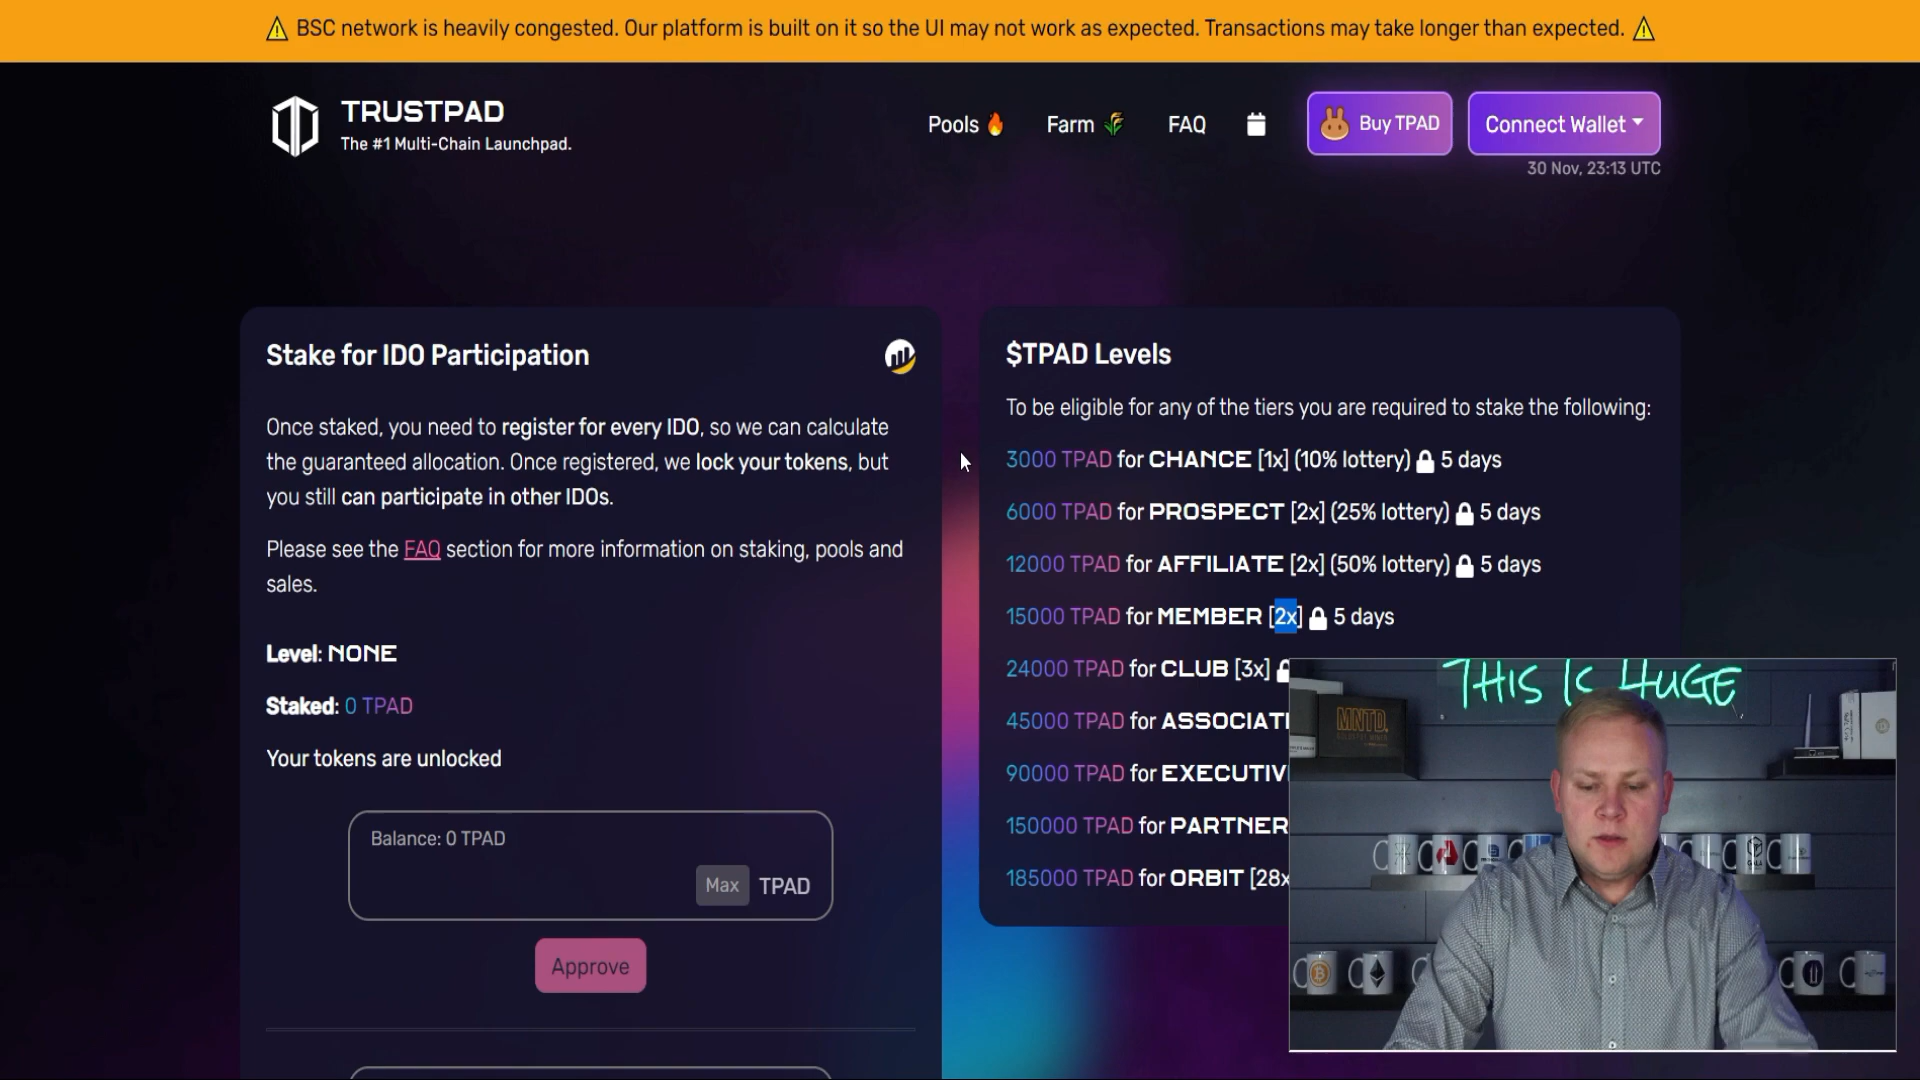 BSC network is heavily congested. Our platform is built on it so the UI may not work as expected. Transactions may take longer than expected.
TRUSTPAD
The #1 Multi-Chain Launchpad.
Pools
Farm
FAQ
Buy TPAD
Connect Wallet
30 Nov, 23:13 UTC
Stake for IDO Participation
Once staked, you need to register for every IDO, so we can calculate
the guaranteed allocation. Once registered, we lock your tokens, but
you still can participate in other IDOs.
Please see the FAQ section for more information on staking, pools and
sales.
Level: NONE
Staked: 0 TPAD
Your tokens are unlocked
Balance: 0 TPAD
Max TPAD
Approve
$TPAD Levels
To be eligible for any of the tiers you are required to stake the following:
3000 TPAD for CHANCE [1x] (10% lottery) 5 days
6000 TPAD for PROSPECT [2x] (25% lottery) 5 days
12000 TPAD for AFFILIATE [2x] (50% lottery) 5 days
15000 TPAD for MEMBER [2x] 5 days
24000 TPAD for CLUB [3x]
45000 TPAD for ASSOCIAT
90000 TPAD for EXECUTIV
150000 TPAD for PARTNER
185000 TPAD for ORBIT [28x
THIS IS HUGE
MNTD.